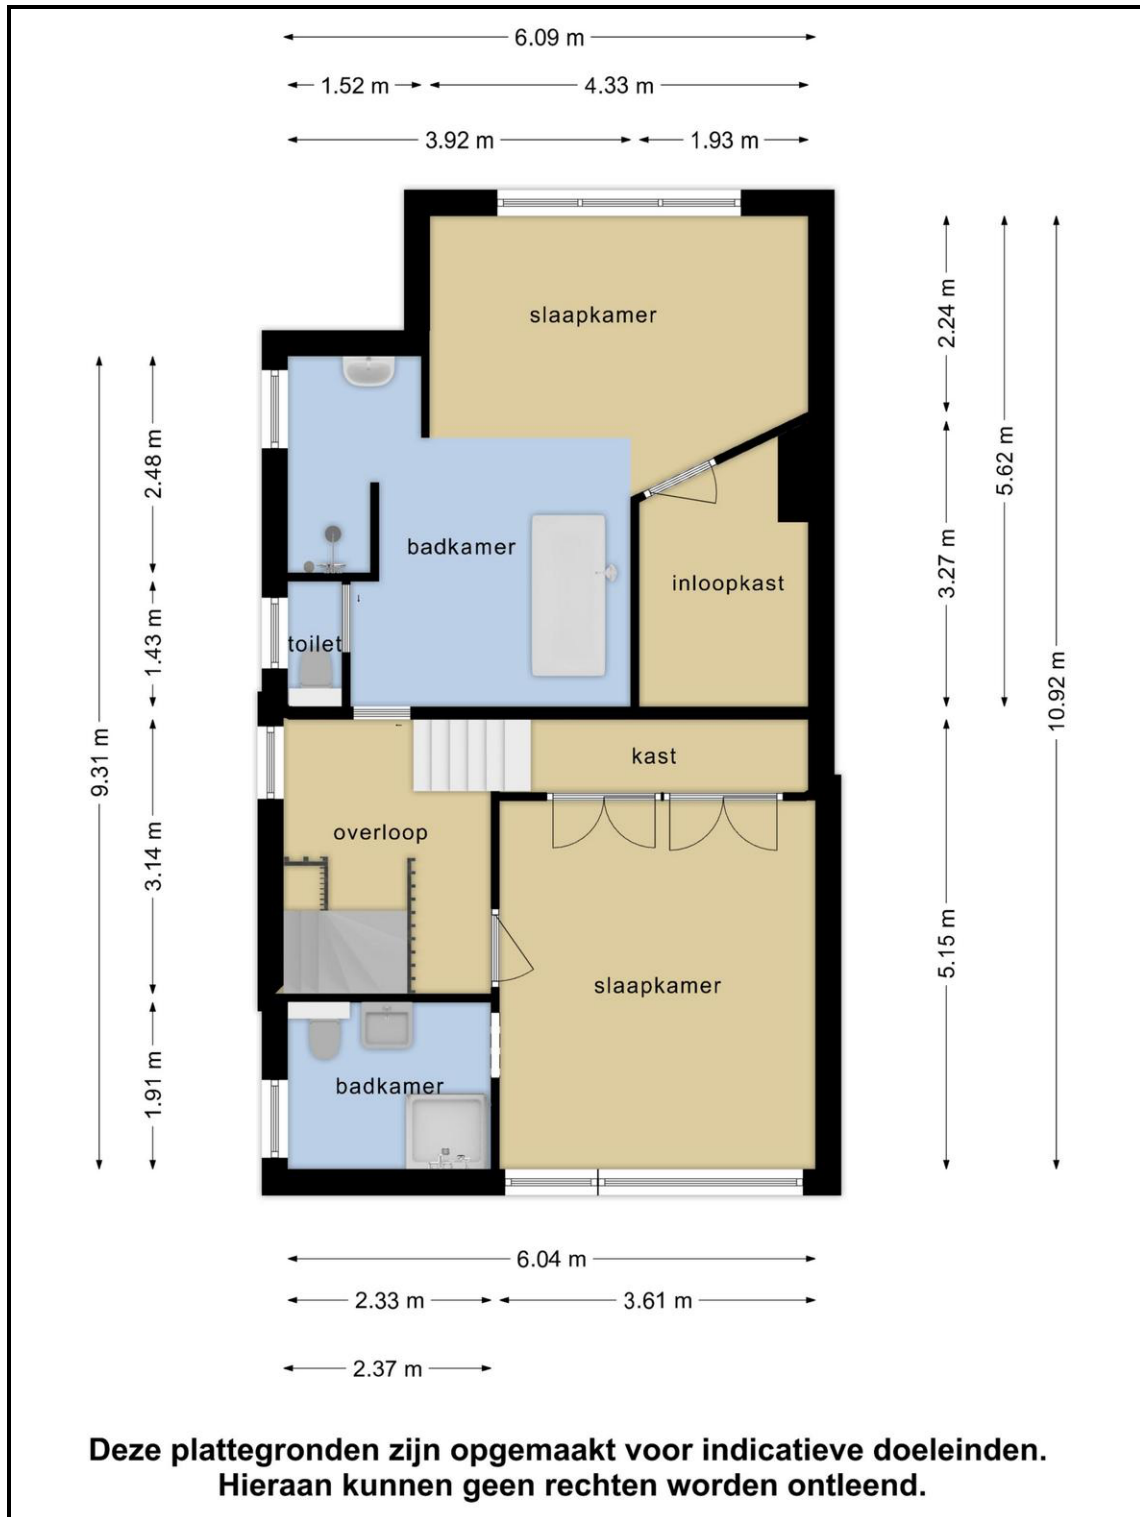 6.09 m
1.52 m
4.33 m
3.92 m
1.93 m
slaapkamer
2.24 m
2.48 m
5.62 m
badkamer
3.27 m
inloopkast
1.43 m
toilet
10.92 m
9.31 m
kast
overloop
3.14 m
5.15 m
slaapkamer
1.91 m
badkamer
6.04 m
2.33 m
3.61 m
2.37 m
Deze plattegronden zijn opgemaakt voor indicatieve doeleinden.
Hieraan kunnen geen rechten worden ontleend.